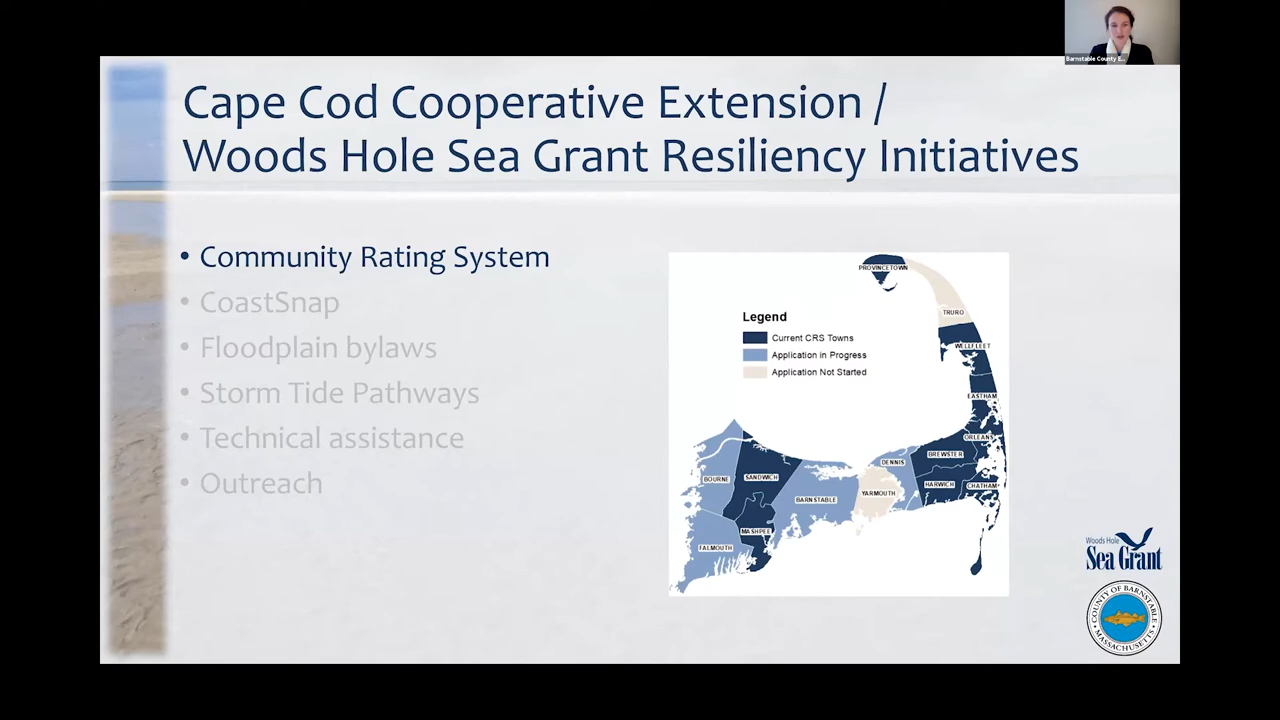 Barnstable County E...
Cape Cod Cooperative Extension /
Woods Hole Sea Grant Resiliency Initiatives
• Community Rating System
• CoastSnap
• Floodplain bylaws
• Storm Tide Pathways
• Technical assistance
• Outreach
Legend
Current CRS Towns
Application in Progress
Application Not Started
PROVINCETOWN
TRURO
WELLFLEET
EASTHAM
ORLEANS
BREWSTER
DENNIS
HARWICH
CHATHAM
YARMOUTH
BARNSTABLE
SANDWICH
BOURNE
MASHPEE
FALMOUTH
Woods Hole
Sea Grant
COUNTY OF BARNSTABLE
MASSACHUSETTS